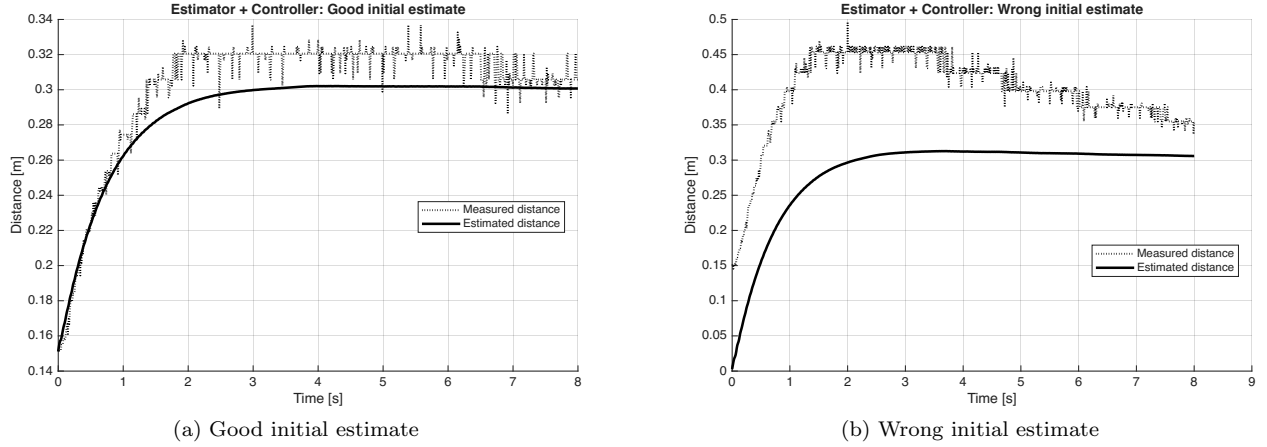 Estimator + Controller: Good initial estimate
0.34
0.32
0.3
0.28
0.26
0.24
0.22
0.2
0.18
0.16
0.14
Distance [m]
Measured distance
Estimated distance
0 1 2 3 4 5 6 7 8
Time [s]
(a) Good initial estimate
Estimator + Controller: Wrong initial estimate
0.5
0.45
0.4
0.35
0.3
0.25
0.2
0.15
0.1
0.05
0
Distance [m]
Measured distance
Estimated distance
0 1 2 3 4 5 6 7 8 9
Time [s]
(b) Wrong initial estimate